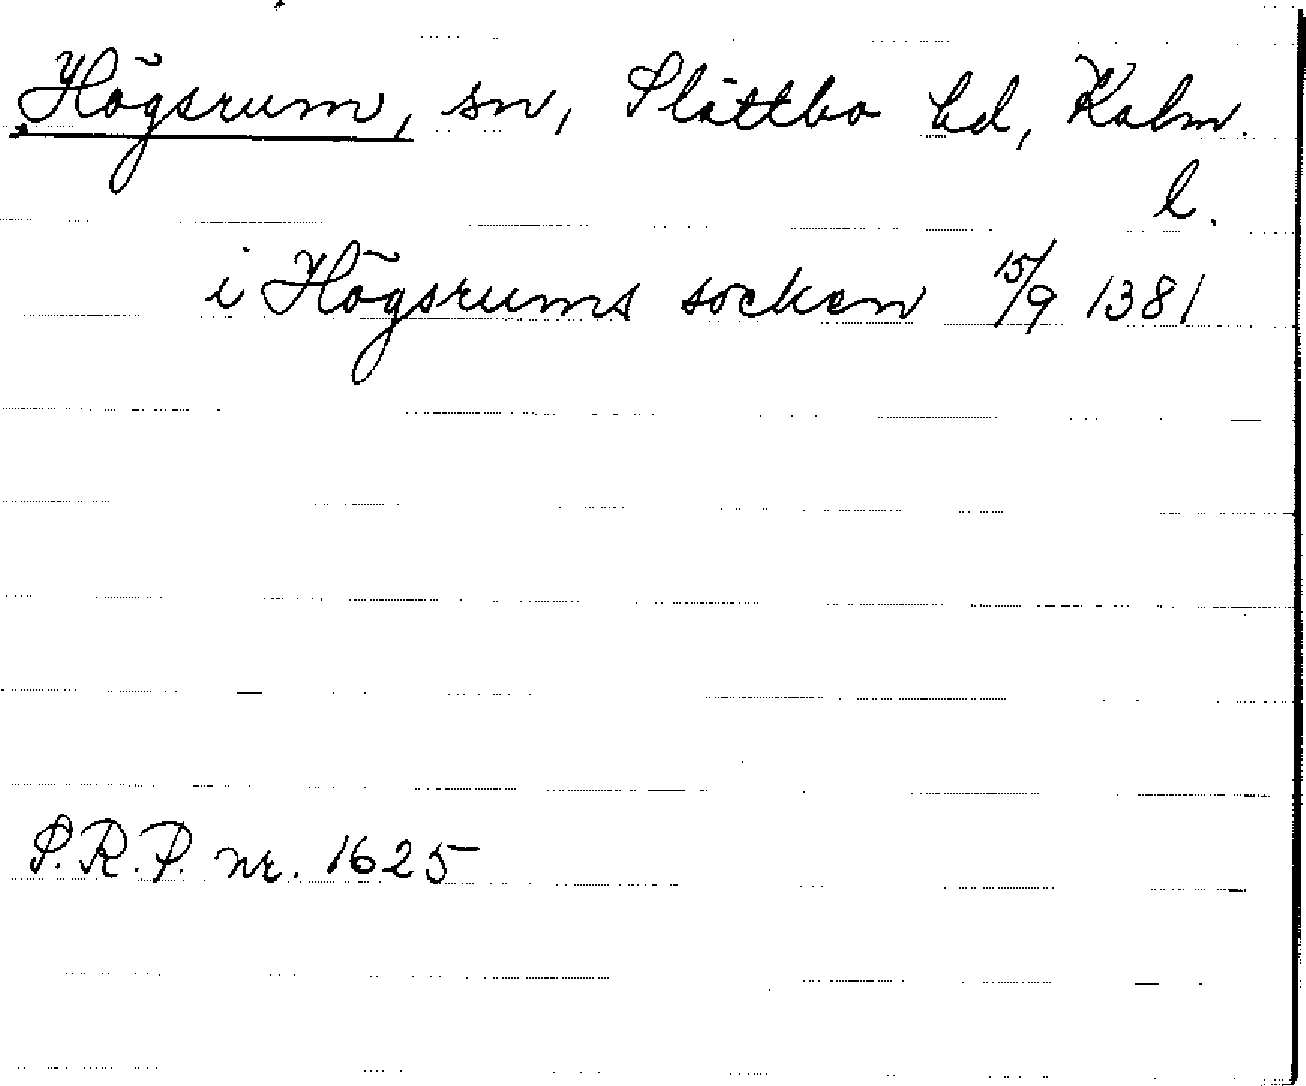 Högsrum, sn, Slättbo hd, Kalm.
l.
i Högsrums socken 15/9 1381
S.R.P. nr. 1625